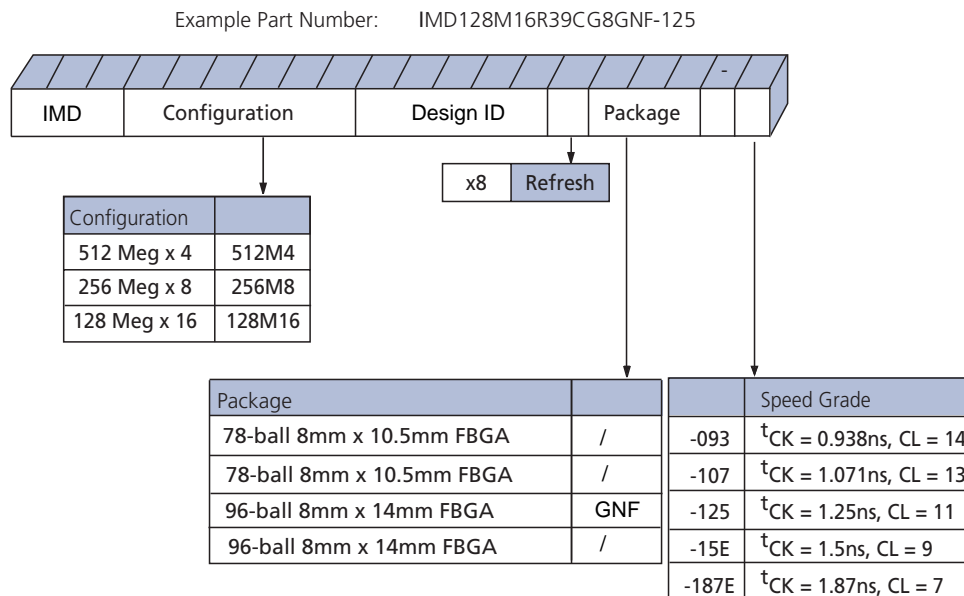 Example Part Number: IMD128M16R39CG8GNF-125
-
IMD Configuration Design ID Package
x8 Refresh
Configuration
512 Meg x 4 512M4
256 Meg x 8 256M8
128 Meg x 16 128M16
Package
78-ball 8mm x 10.5mm FBGA /
78-ball 8mm x 10.5mm FBGA /
96-ball 8mm x 14mm FBGA GNF
96-ball 8mm x 14mm FBGA /
Speed Grade
-093 tCK = 0.938ns, CL = 14
-107 tCK = 1.071ns, CL = 13
-125 tCK = 1.25ns, CL = 11
-15E tCK = 1.5ns, CL = 9
-187E tCK = 1.87ns, CL = 7